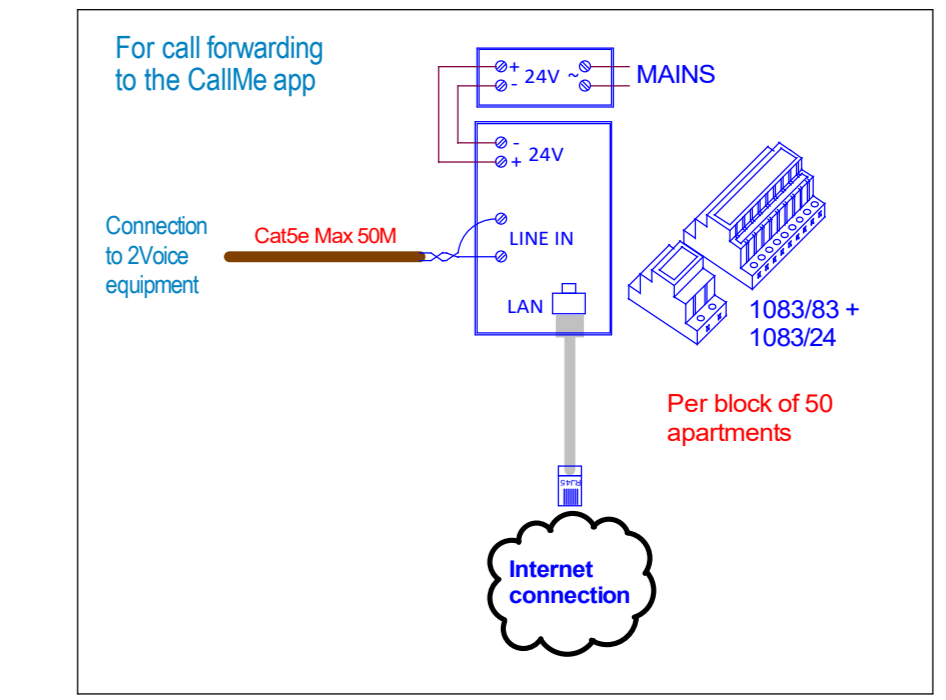 For call forwarding
to the CallMe app
+
- 24V ~
MAINS
-
+ 24V
Connection
to 2Voice
equipment
Cat5e Max 50M
LINE IN
LAN
1083/83 +
1083/24
Per block of 50
apartments
RJ45
Internet
connection